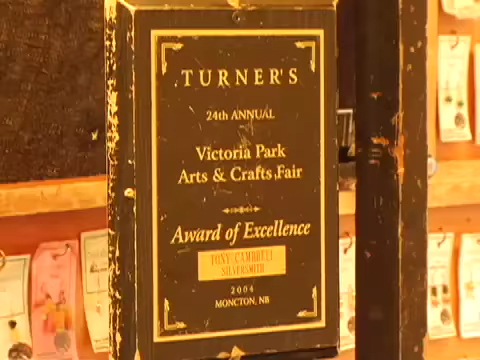 TURNER'S
24th ANNUAL
Victoria Park
Arts & Crafts Fair
Award of Excellence
TONY CAMPBELL
SILVERSMITH
2004
MONCTON, NB